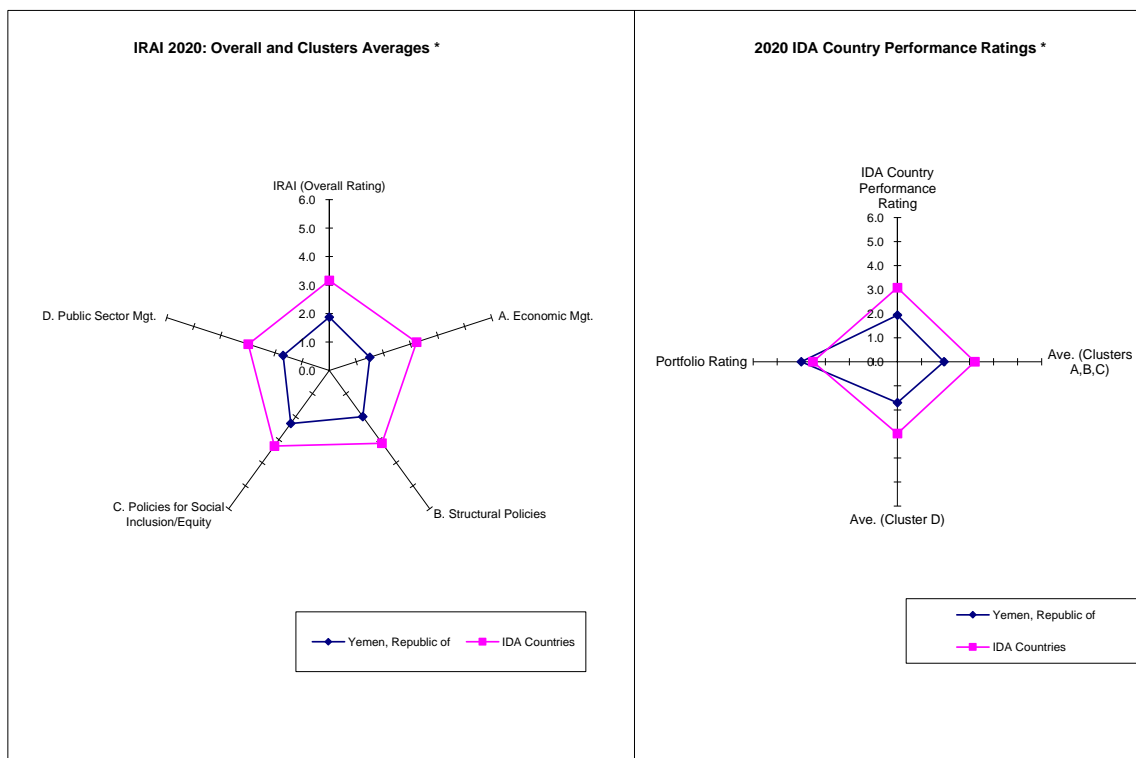 IRAI 2020: Overall and Clusters Averages *
IRAI (Overall Rating)
6.0
5.0
4.0
3.0
2.0
1.0
0.0
A. Economic Mgt.
B. Structural Policies
C. Policies for Social
Inclusion/Equity
D. Public Sector Mgt.
Yemen, Republic of
IDA Countries
2020 IDA Country Performance Ratings *
IDA Country
Performance
Rating
6.0
5.0
4.0
3.0
2.0
1.0
0.0
Ave. (Clusters
A,B,C)
Ave. (Cluster D)
Portfolio Rating
Yemen, Republic of
IDA Countries